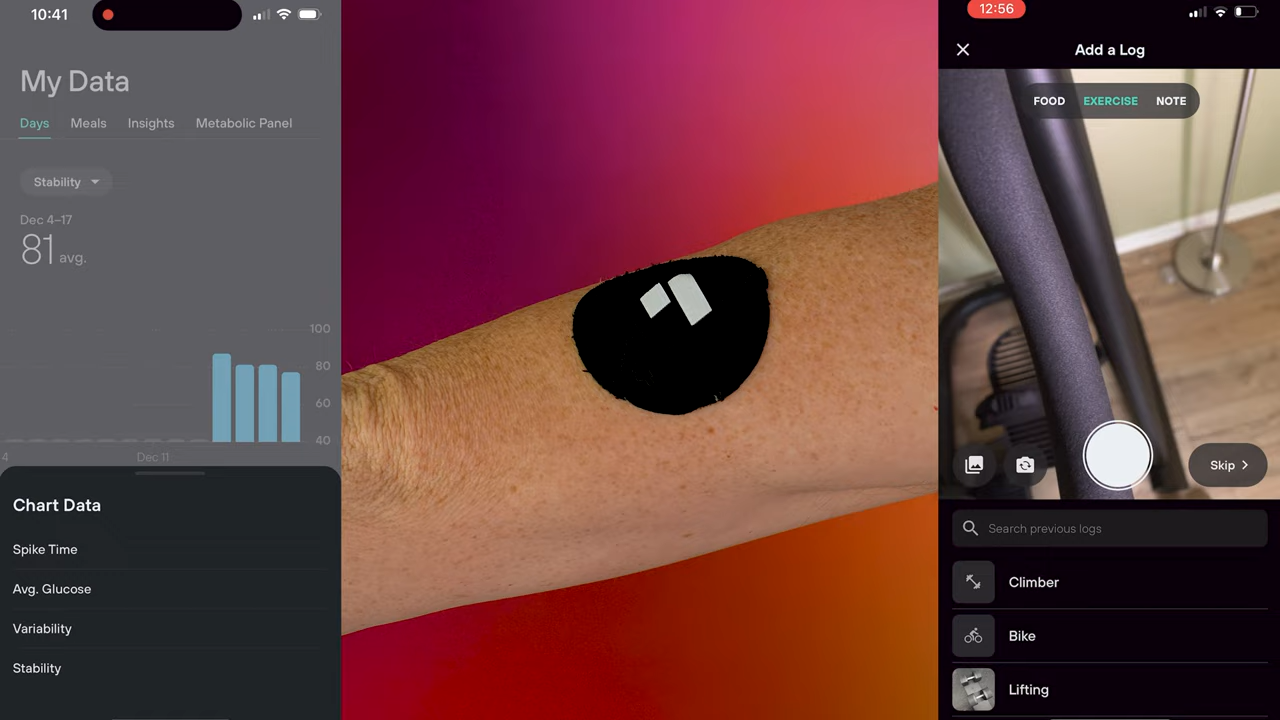 10:41
My Data
Days Meals Insights Metabolic Panel
Stability
Dec 4–17
81 avg.
100
80
60
40
4 Dec 11
Chart Data
Spike Time
Avg. Glucose
Variability
Stability
12:56
Add a Log
FOOD EXERCISE NOTE
Skip
Search previous logs
Climber
Bike
Lifting